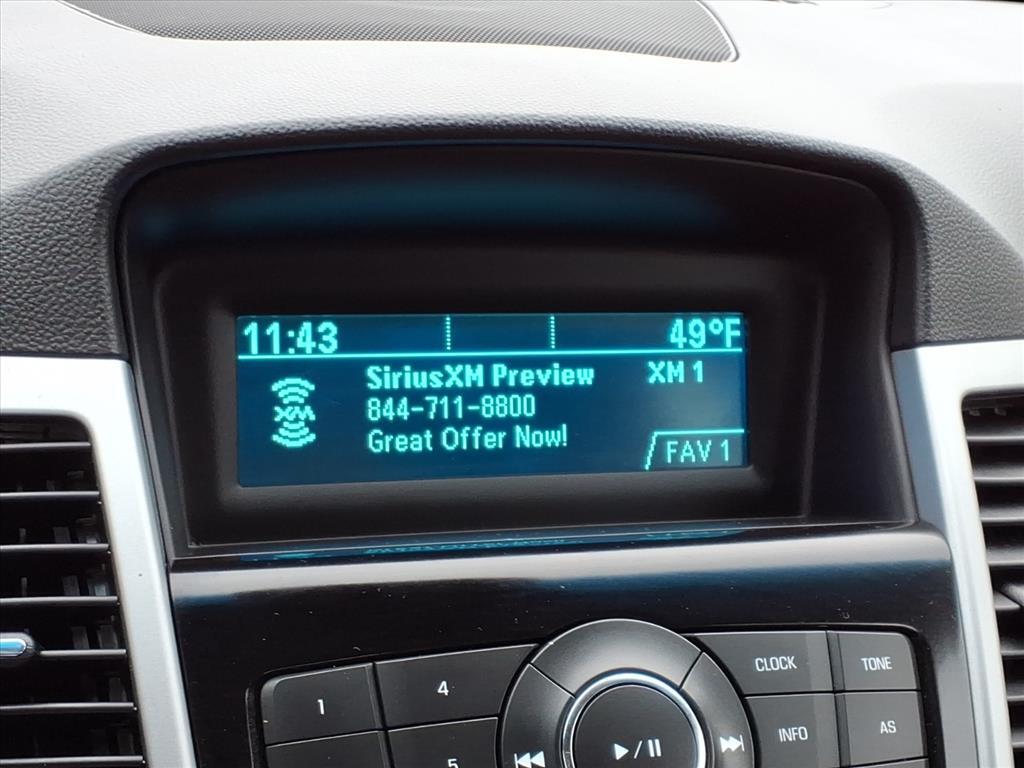 11:43 49°F
SiriusXM Preview XM 1
XM
844-711-8800
Great Offer Now!
FAV 1
CLOCK TONE
1 4
INFO AS
5